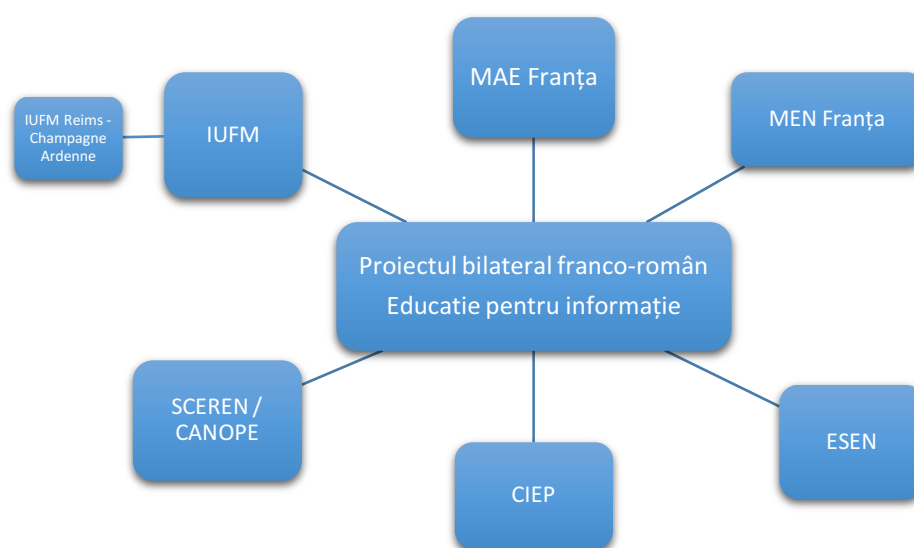 MAE Franța
IUFM Reims -
Champagne
Ardenne
IUFM
MEN Franța
Proiectul bilateral franco-român
Educatie pentru informație
SCEREN /
CANOPE
CIEP
ESEN